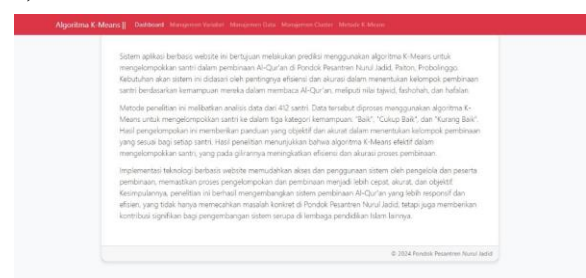 Algoritma K-Means || Dashboard Manajemen Variabel Manajemen Data Manajemen Cluster Metode K-Means
Sistem aplikasi berbasis website ini bertujuan melakukan prediksi menggunakan algoritma K-Means untuk
mengelompokkan santri dalam pembinaan Al-Qur'an di Pondok Pesantren Nurul Jadid, Paiton, Probolinggo.
Kebutuhan akan sistem ini didasari oleh pentingnya efisiensi dan akurasi dalam menentukan kelompok pembinaan
santri berdasarkan kemampuan mereka dalam membaca Al-Qur'an, meliputi nilai tajwid, fashohah, dan hafalan.
Metode penelitian ini melibatkan analisis data dari 412 santri. Data tersebut diproses menggunakan algoritma K-
Means untuk mengelompokkan santri ke dalam tiga kategori kemampuan: "Baik", "Cukup Baik", dan "Kurang Baik".
Hasil pengelompokan ini memberikan panduan yang objektif dan akurat dalam menentukan kelompok pembinaan
yang sesuai bagi setiap santri. Hasil penelitian menunjukkan bahwa algoritma K-Means efektif dalam
mengelompokkan santri, yang pada gilirannya meningkatkan efisiensi dan akurasi proses pembinaan.
Implementasi teknologi berbasis website memudahkan akses dan penggunaan sistem oleh pengelola dan peserta
pembinaan, memastikan proses pengelompokan dan pembinaan menjadi lebih cepat, akurat, dan objektif.
Kesimpulannya, penelitian ini berhasil mengembangkan sistem pembinaan Al-Qur'an yang lebih responsif dan
efisien, yang tidak hanya memecahkan masalah konkret di Pondok Pesantren Nurul Jadid, tetapi juga memberikan
kontribusi signifikan bagi pengembangan sistem serupa di lembaga pendidikan Islam lainnya.
© 2024 Pondok Pesantren Nurul Jadid